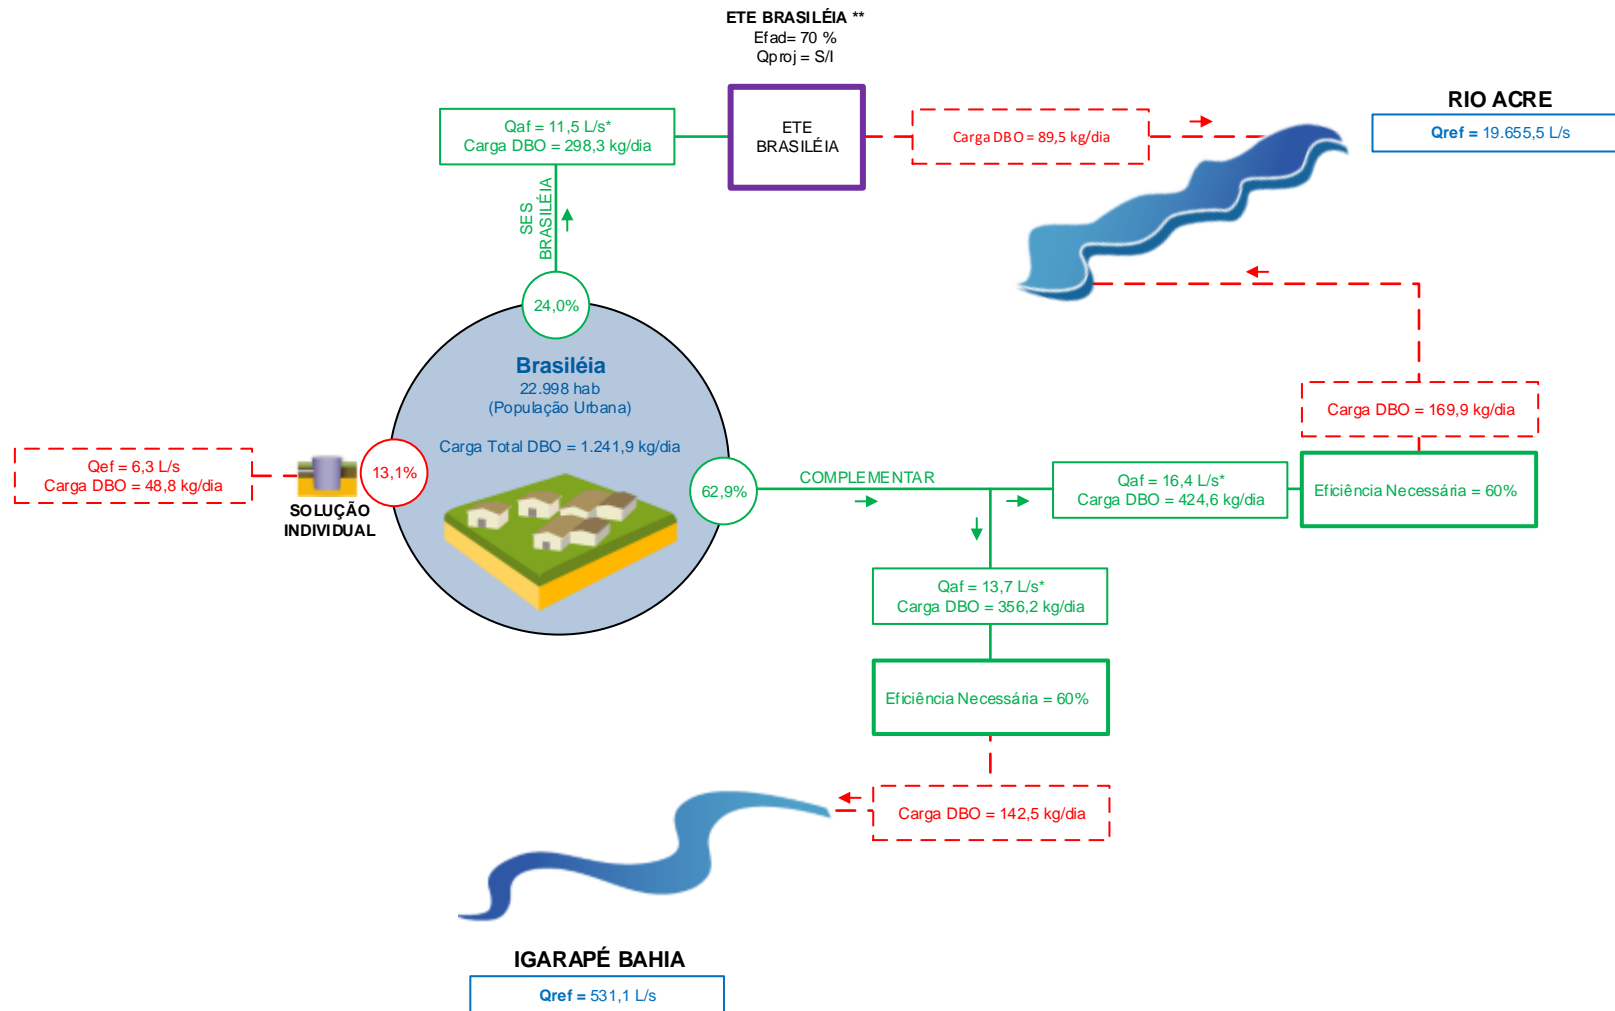 ETE BRASILÉIA **
Efad= 70 %
Qproj = S/I
RIO ACRE
Qref = 19.655,5 L/s
Qaf = 11,5 L/s*
Carga DBO = 298,3 kg/dia
ETE
BRASILÉIA
Carga DBO = 89,5 kg/dia
SES
BRASILÉIA
24,0%
Brasiléia
22.998 hab
(População Urbana)
Carga Total DBO = 1.241,9 kg/dia
Carga DBO = 169,9 kg/dia
Qef = 6,3 L/s
Carga DBO = 48,8 kg/dia
13,1%
SOLUÇÃO
INDIVIDUAL
62,9%
COMPLEMENTAR
Qaf = 16,4 L/s*
Carga DBO = 424,6 kg/dia
Eficiência Necessária = 60%
Qaf = 13,7 L/s*
Carga DBO = 356,2 kg/dia
Eficiência Necessária = 60%
Carga DBO = 142,5 kg/dia
IGARAPÉ BAHIA
Qref = 531,1 L/s